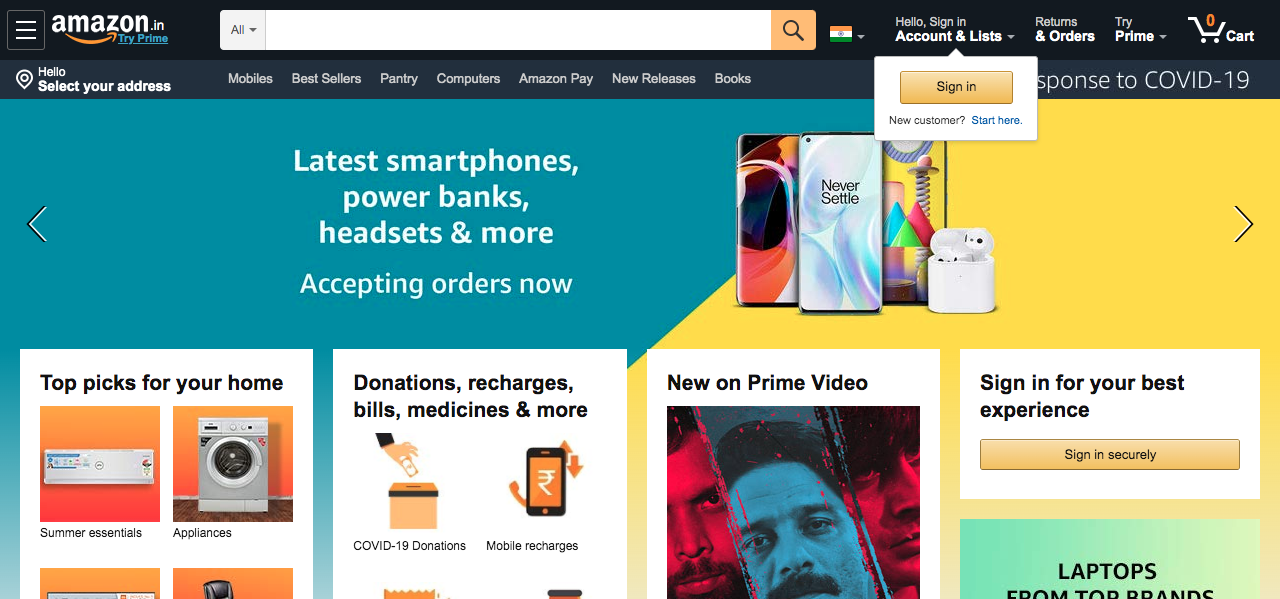 amazon.in
Try Prime
All
Hello, Sign in
Account & Lists
Returns
& Orders
Try
Prime
0
Cart
Hello
Select your address
Mobiles
Best Sellers
Pantry
Computers
Amazon Pay
New Releases
Books
sponse to COVID-19
Sign in
New customer? Start here.
Latest smartphones,
power banks,
headsets & more
Accepting orders now
Never
Settle
Top picks for your home
Summer essentials
Appliances
Donations, recharges,
bills, medicines & more
₹
COVID-19 Donations
Mobile recharges
New on Prime Video
Sign in for your best
experience
Sign in securely
LAPTOPS
FROM TOP BRANDS